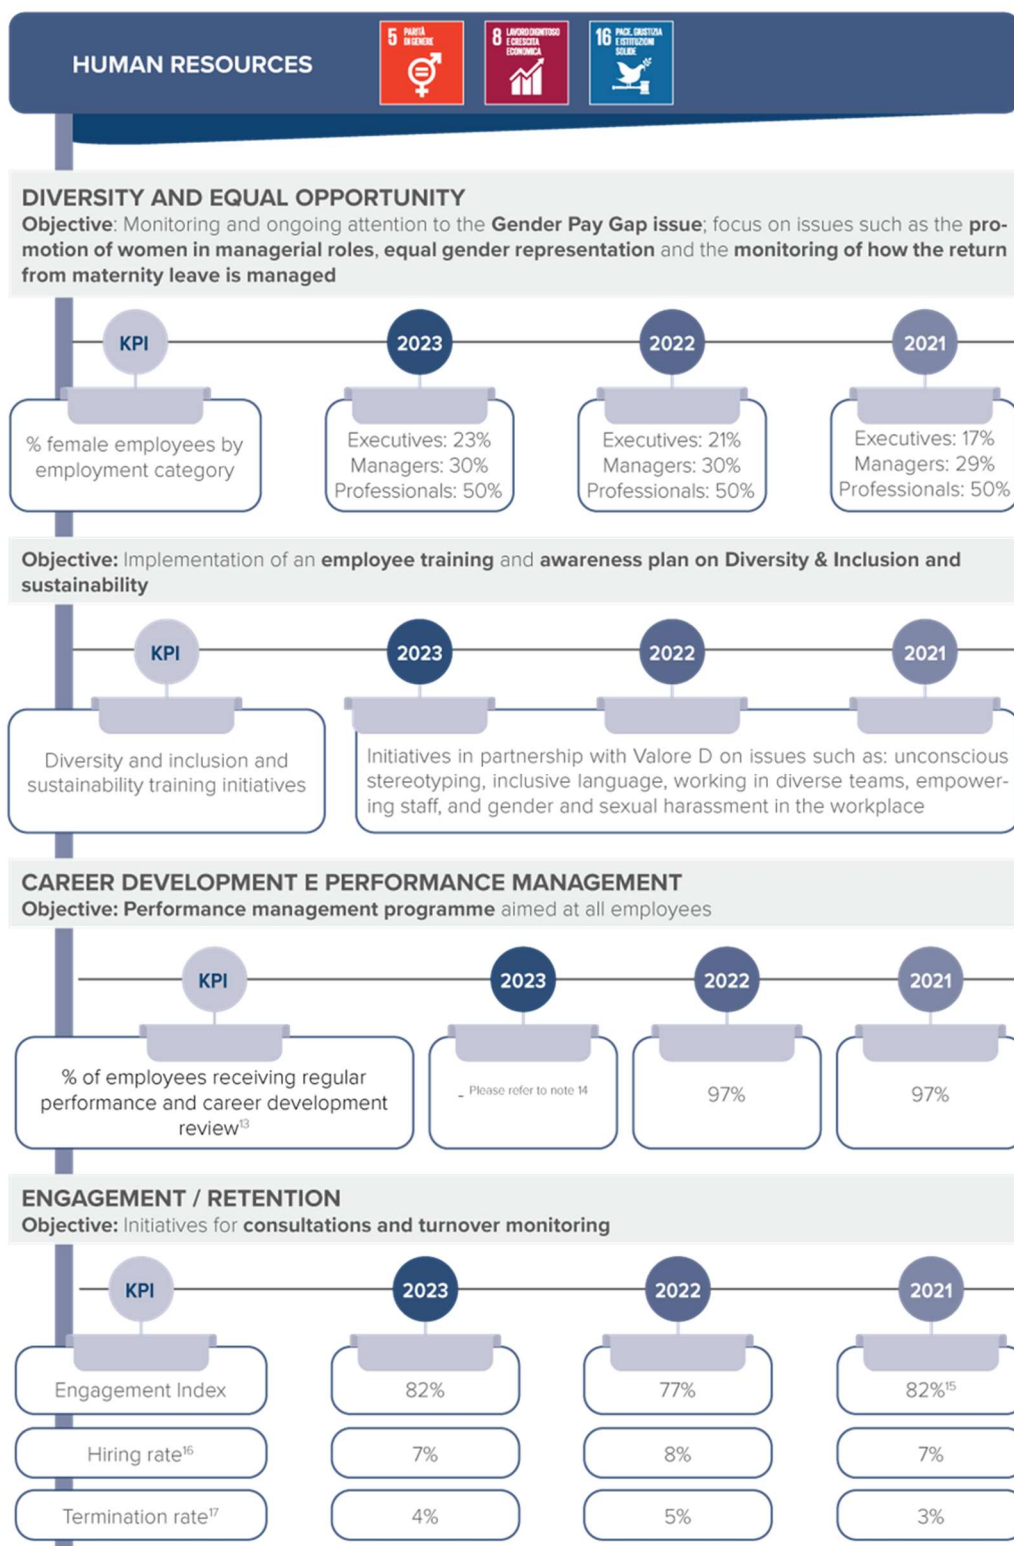 HUMAN RESOURCES
5 PARITÀ
DI GENERE
8 LAVORO DIGNITOSO
E CRESCITA
ECONOMICA
16 PACE, GIUSTIZIA
E ISTITUZIONI
SOLIDE
DIVERSITY AND EQUAL OPPORTUNITY
Objective: Monitoring and ongoing attention to the Gender Pay Gap issue; focus on issues such as the pro-
motion of women in managerial roles, equal gender representation and the monitoring of how the return
from maternity leave is managed
KPI 2023 2022 2021
% female employees by
employment category
Executives: 23%
Managers: 30%
Professionals: 50%
Executives: 21%
Managers: 30%
Professionals: 50%
Executives: 17%
Managers: 29%
Professionals: 50%
Objective: Implementation of an employee training and awareness plan on Diversity & Inclusion and
sustainability
KPI 2023 2022 2021
Diversity and inclusion and
sustainability training initiatives
Initiatives in partnership with Valore D on issues such as: unconscious
stereotyping, inclusive language, working in diverse teams, empower-
ing staff, and gender and sexual harassment in the workplace
CAREER DEVELOPMENT E PERFORMANCE MANAGEMENT
Objective: Performance management programme aimed at all employees
KPI 2023 2022 2021
% of employees receiving regular
performance and career development
review13
- Please refer to note 14
97%
97%
ENGAGEMENT / RETENTION
Objective: Initiatives for consultations and turnover monitoring
KPI 2023 2022 2021
Engagement Index 82% 77% 82%15
Hiring rate16 7% 8% 7%
Termination rate17 4% 5% 3%